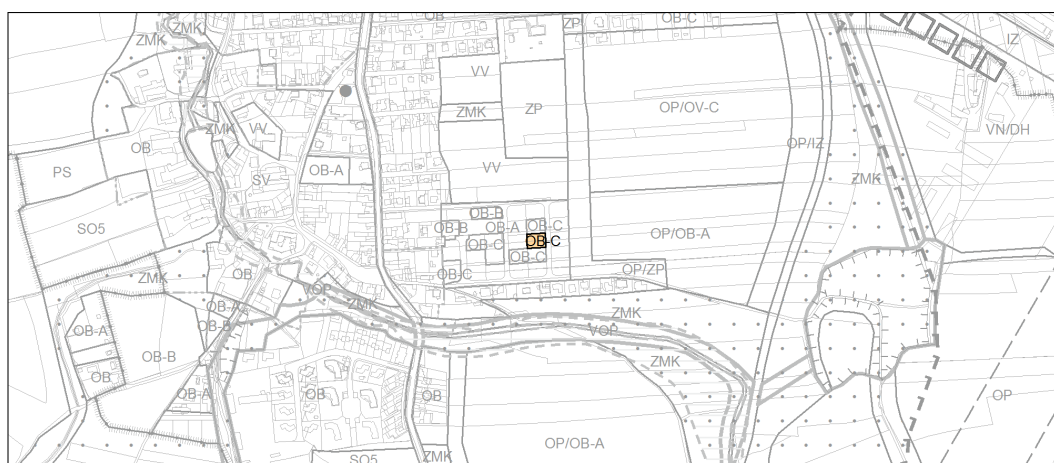 ZMK
OB
ZP
OB-C
IZ
ZMK
VV
ZMK
ZP
OP/OV-C
ZMK
VV
VN/DH
OB
OP/IZ
PS
OB-A
VV
ZMK
SV
SO5
OB-B
OB-B
OB-A
OB-C
OP/OB-A
OB-C
OB-C
OB-C
OB-C
OP/ZP
ZMK
OB
VOP
ZMK
OB-A
ZMK
OB-B
VOP
OB-A
OB-B
ZMK
OB
OB-A
OB
OB
OP
OP/OB-A
SO5
ZMK